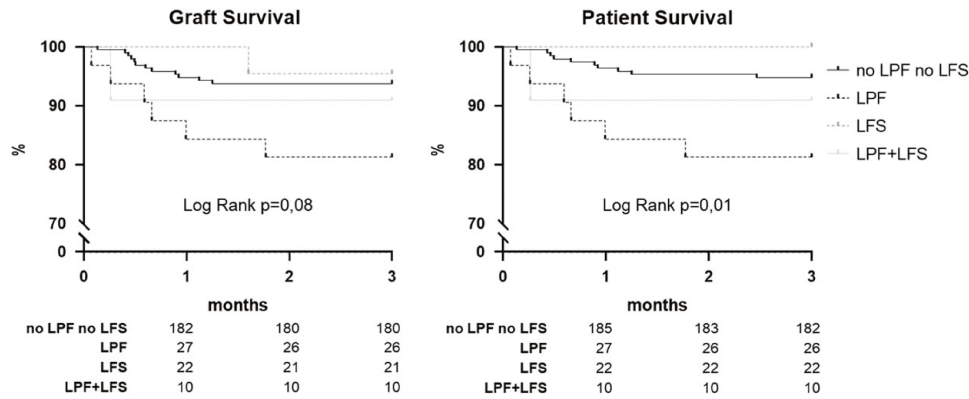 Graft Survival
100
90
80
70
0
%
Log Rank p=0,08
0 1 2 3
months
no LPF no LFS 182 180 180
LPF 27 26 26
LFS 22 21 21
LPF+LFS 10 10 10
Patient Survival
100
90
80
70
0
%
Log Rank p=0,01
0 1 2 3
months
no LPF no LFS 185 183 182
LPF 27 26 26
LFS 22 22 22
LPF+LFS 10 10 10
no LPF no LFS
LPF
LFS
LPF+LFS